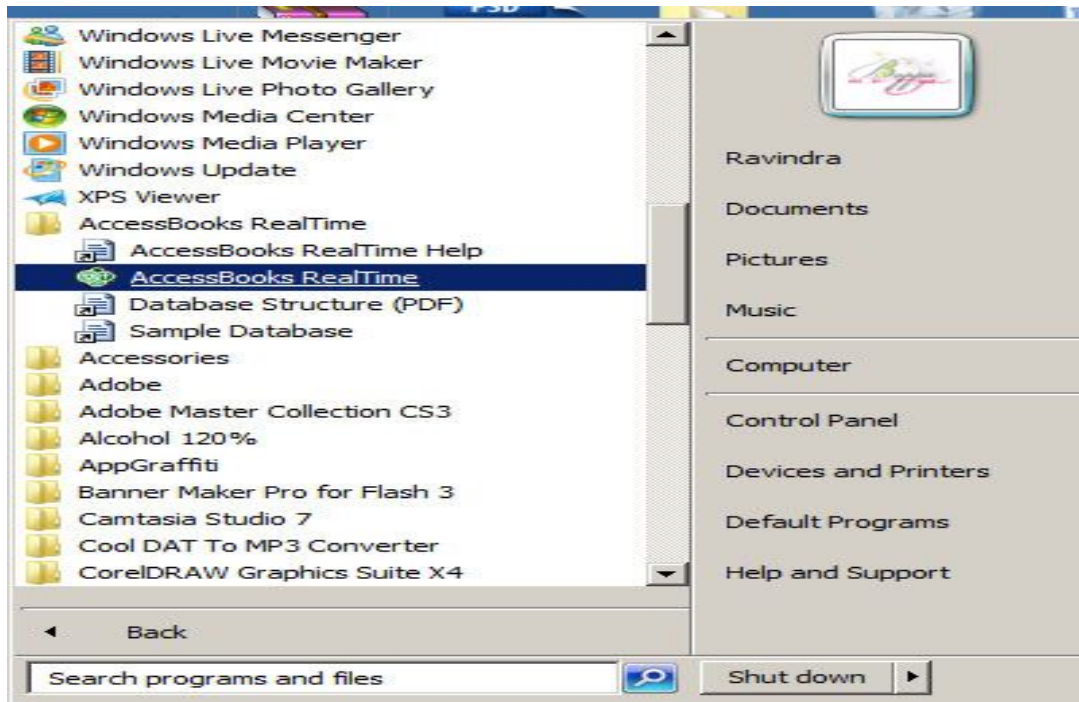 PSD
Windows Live Messenger
Windows Live Movie Maker
Windows Live Photo Gallery
Windows Media Center
Windows Media Player
Windows Update
XPS Viewer
AccessBooks RealTime
AccessBooks RealTime Help
AccessBooks RealTime
Database Structure (PDF)
Sample Database
Accessories
Adobe
Adobe Master Collection CS3
Alcohol 120%
AppGraffiti
Banner Maker Pro for Flash 3
Camtasia Studio 7
Cool DAT To MP3 Converter
CorelDRAW Graphics Suite X4
Back
Search programs and files
Ravindra
Documents
Pictures
Music
Computer
Control Panel
Devices and Printers
Default Programs
Help and Support
Shut down